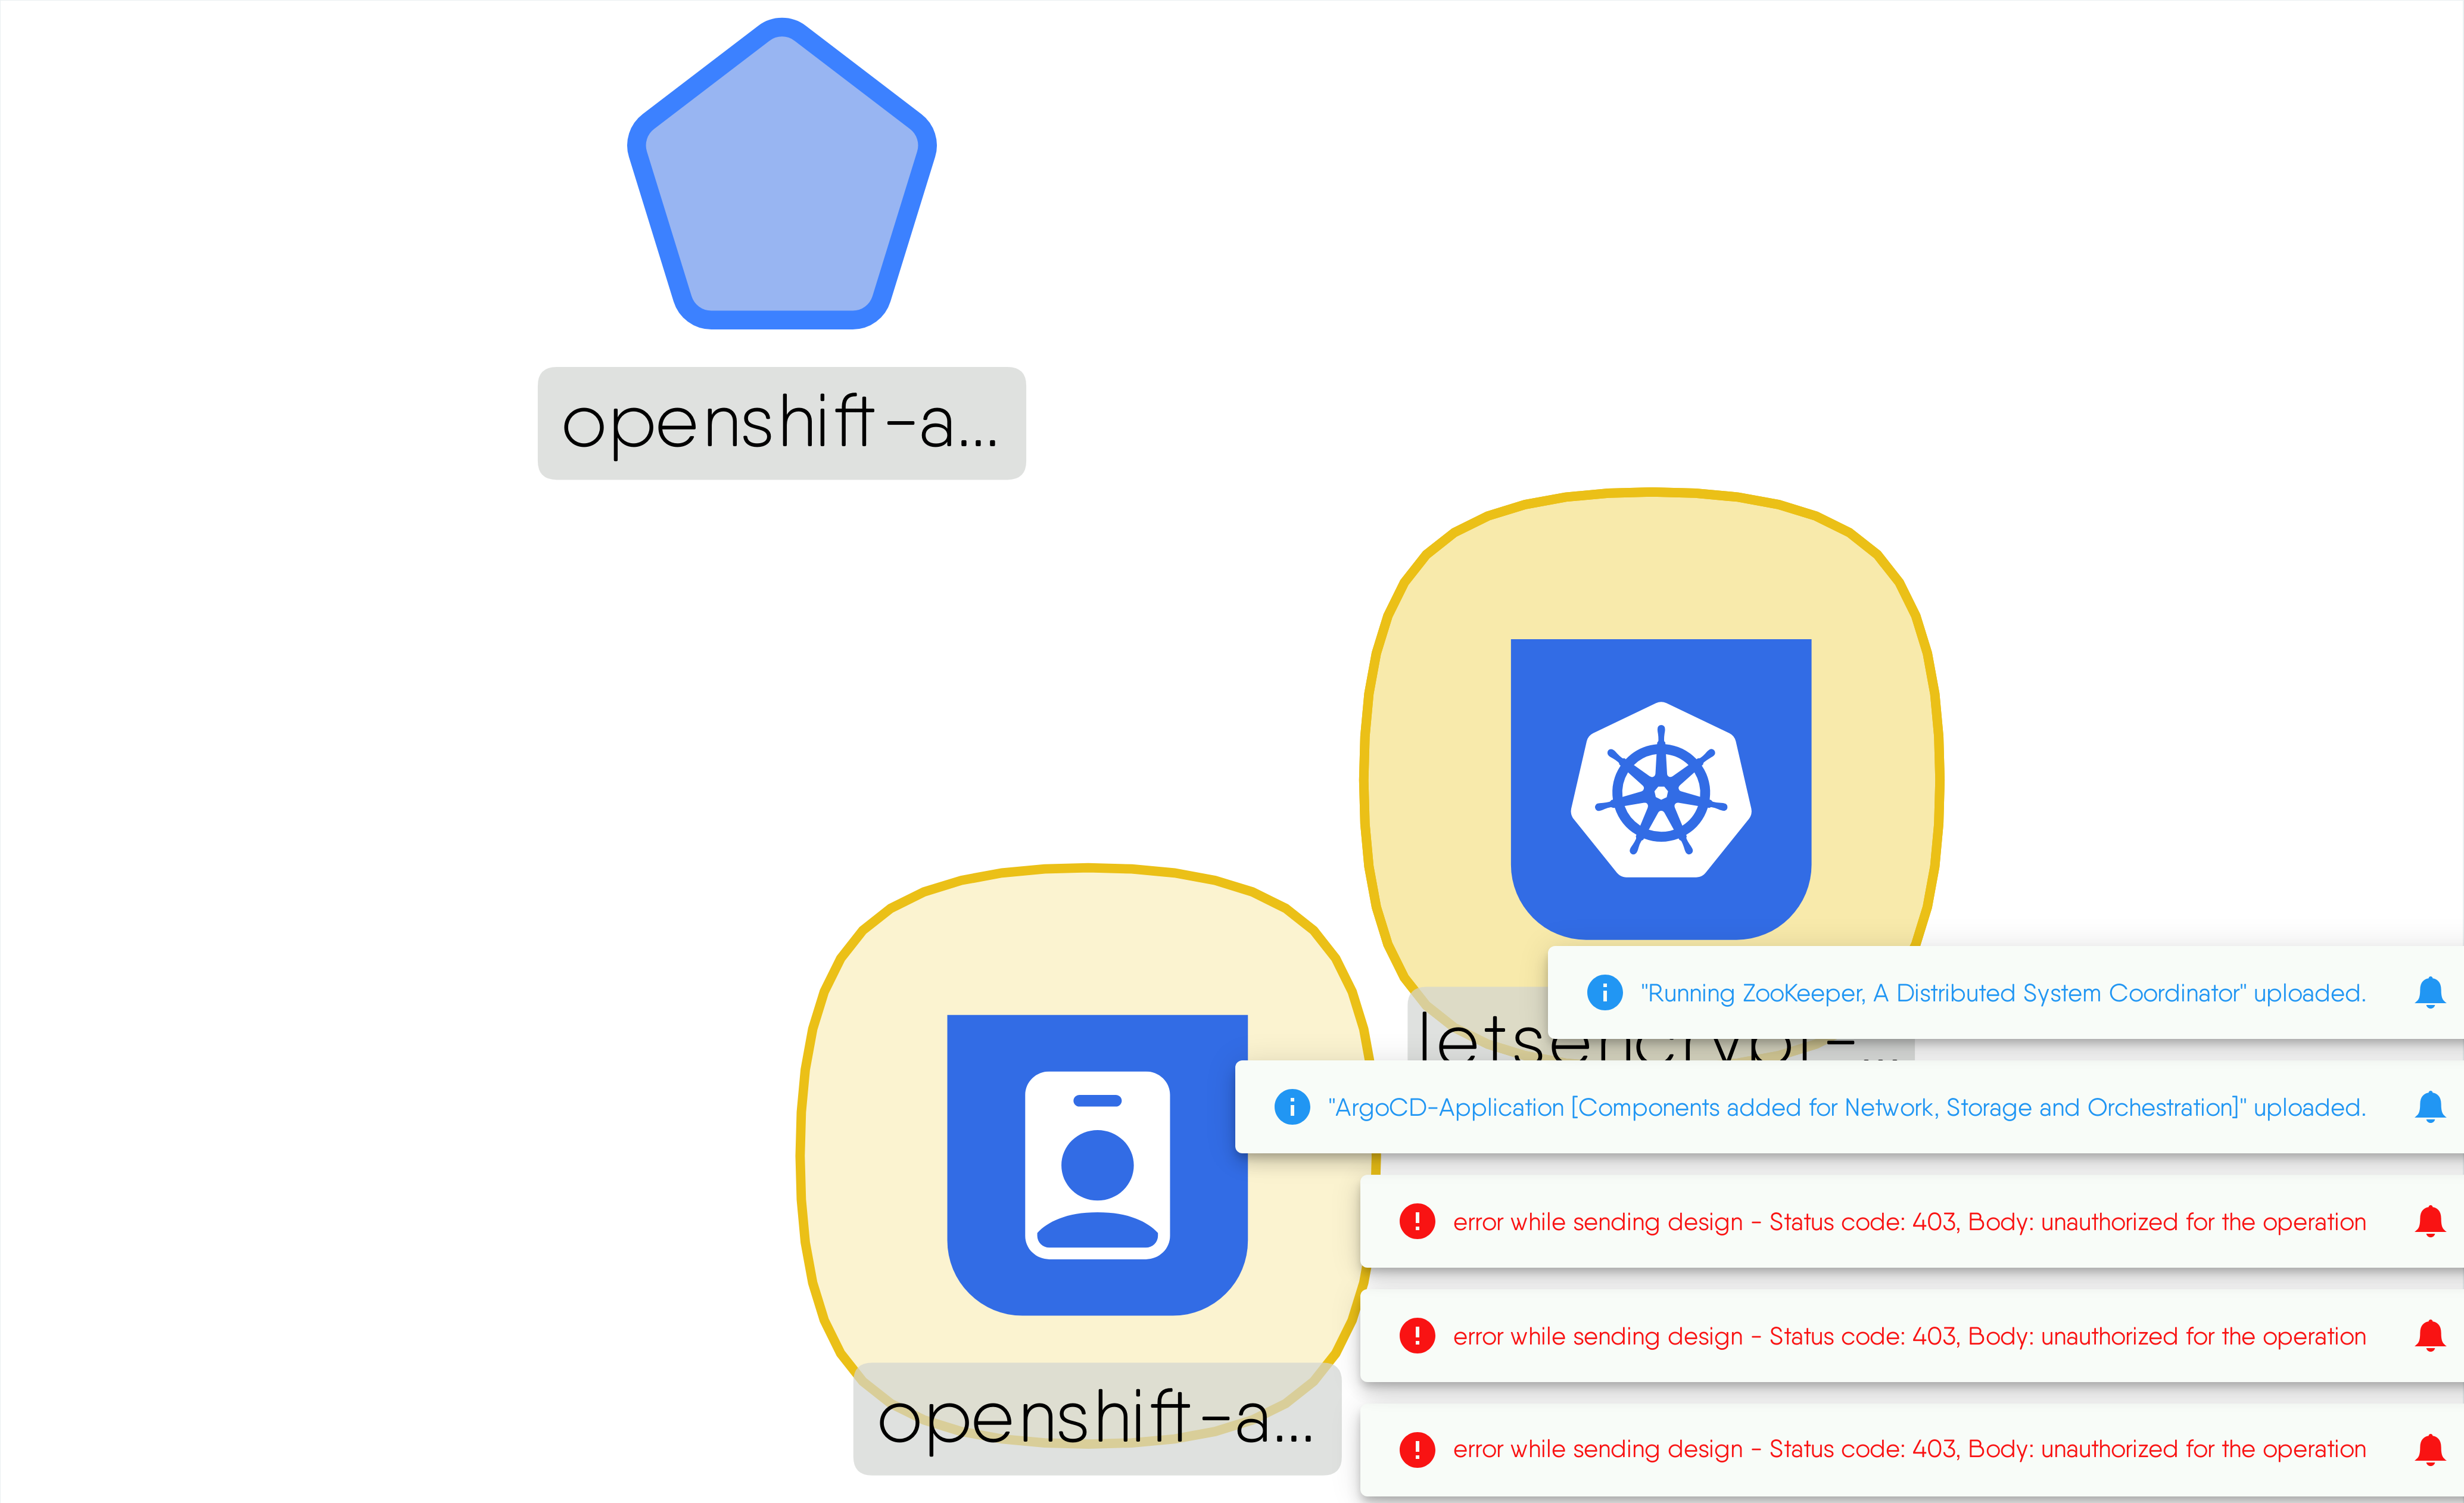 openshift-a...
"Running ZooKeeper, A Distributed System Coordinator" uploaded.
letsencrypt-...
"ArgoCD-Application [Components added for Network, Storage and Orchestration]" uploaded.
error while sending design - Status code: 403, Body: unauthorized for the operation
error while sending design - Status code: 403, Body: unauthorized for the operation
openshift-a...
error while sending design - Status code: 403, Body: unauthorized for the operation